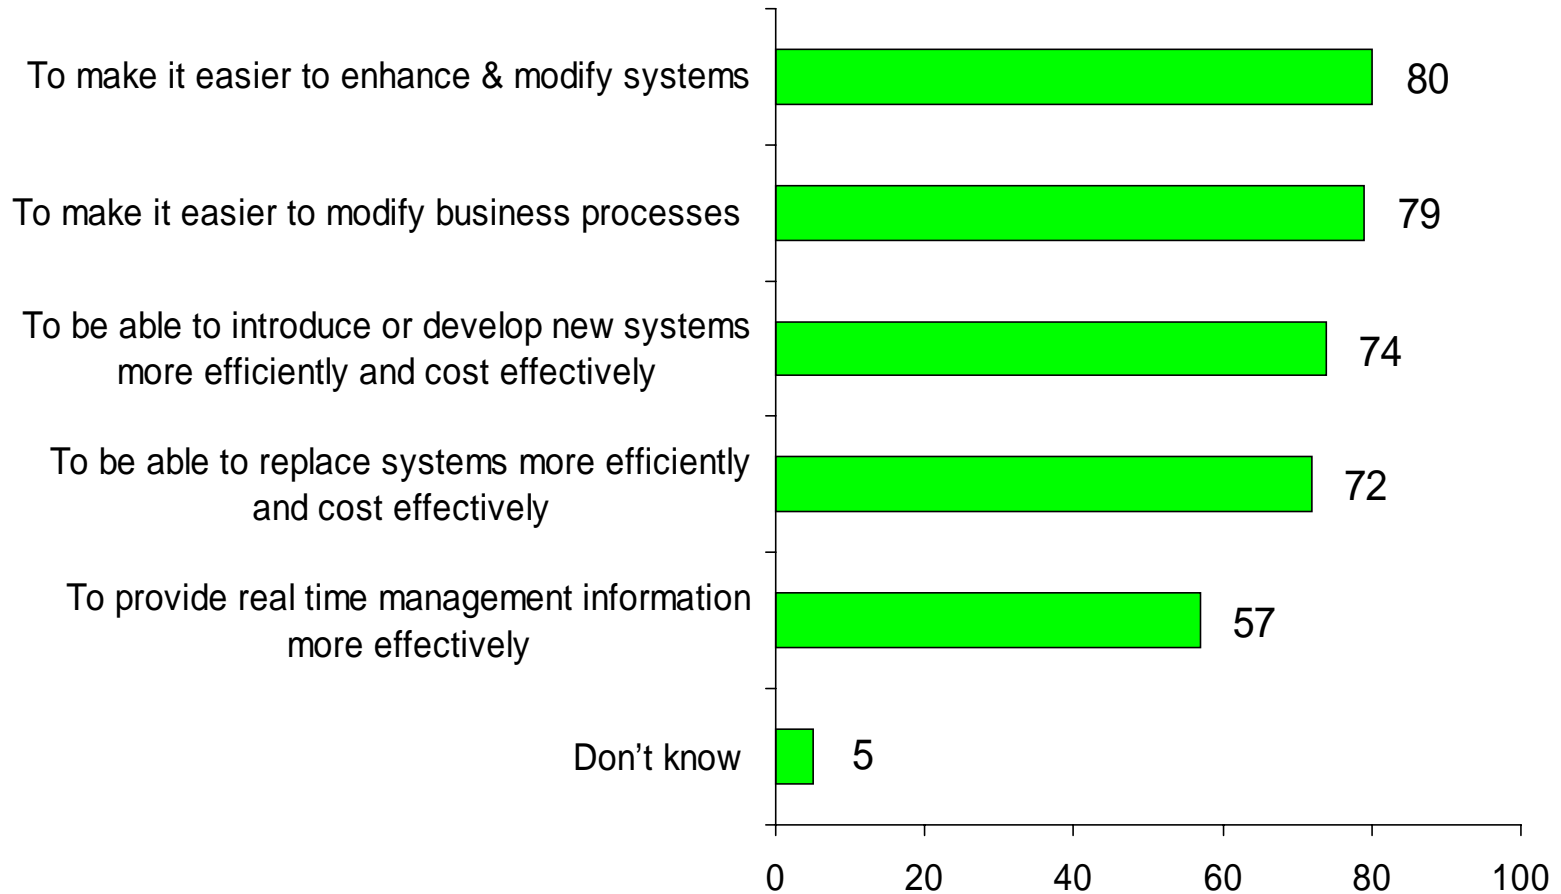 To make it easier to enhance & modify systems
80
To make it easier to modify business processes
79
To be able to introduce or develop new systems
more efficiently and cost effectively
74
To be able to replace systems more efficiently
and cost effectively
72
To provide real time management information
more effectively
57
Don’t know
5
0 20 40 60 80 100